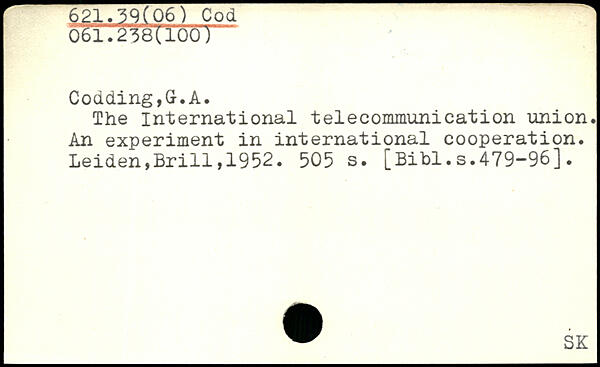 621.39(06) Cod
061.238(100)
Codding,G.A.
The International telecommunication union.
An experiment in international cooperation.
Leiden,Brill,1952. 505 s. [Bibl.s.479-96].
SK